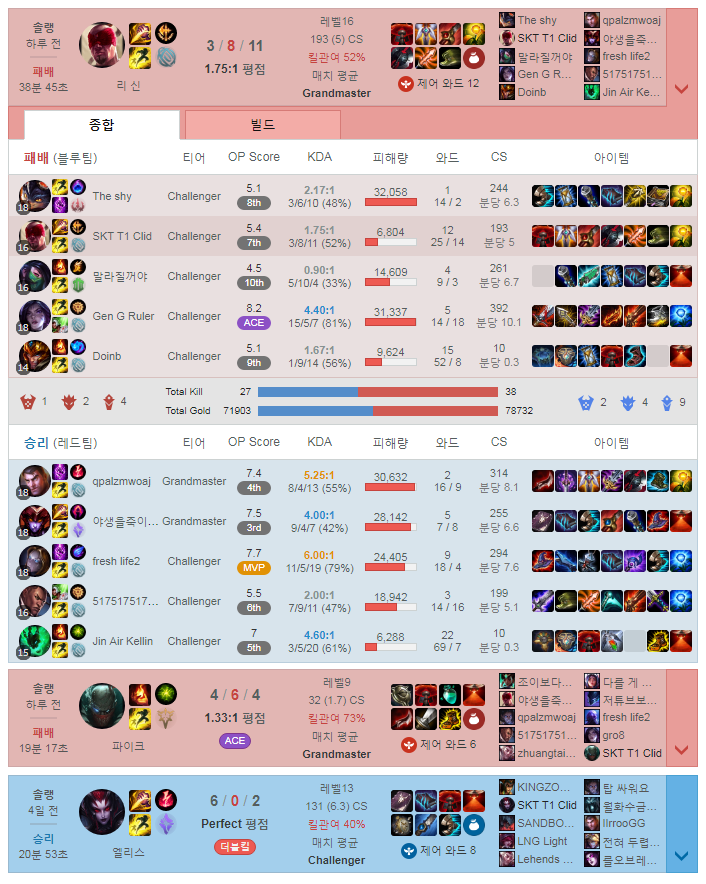 솔랭
하루 전
패배
38분 45초
리 신
3 / 8 / 11
1.75:1 평점
레벨16
193 (5) CS
킬관여 52%
매치 평균
Grandmaster
제어 와드 12
The shy
SKT T1 Clid
말라질꺼야
Gen G R...
Doinb
qpalzmwoaj
야생을죽...
fresh life2
51751751...
Jin Air Ke...
종합
빌드
패배 (블루팀) 티어 OP Score KDA 피해량 와드 CS 아이템
18 The shy Challenger 5.1 8th 2.17:1 3/6/10 (48%) 32,058 1 14 / 2 244 분당 6.3
16 SKT T1 Clid Challenger 5.4 7th 1.75:1 3/8/11 (52%) 6,804 12 25 / 14 193 분당 5
16 말라질꺼야 Challenger 4.5 10th 0.90:1 5/10/4 (33%) 14,609 4 9 / 3 261 분당 6.7
18 Gen G Ruler Challenger 8.2 ACE 4.40:1 15/5/7 (81%) 31,337 5 14 / 18 392 분당 10.1
14 Doinb Challenger 5.1 9th 1.67:1 1/9/14 (56%) 9,624 15 52 / 8 10 분당 0.3
1 2 4 Total Kill 27 38 2 4 9
Total Gold 71903 78732
승리 (레드팀) 티어 OP Score KDA 피해량 와드 CS 아이템
18 qpalzmwoaj Grandmaster 7.4 4th 5.25:1 8/4/13 (55%) 30,632 2 16 / 9 314 분당 8.1
18 야생을죽이... Grandmaster 7.5 3rd 4.00:1 9/4/7 (42%) 28,142 5 7 / 8 255 분당 6.6
18 fresh life2 Challenger 7.7 MVP 6.00:1 11/5/19 (79%) 24,405 9 18 / 4 294 분당 7.6
16 517517517... Challenger 5.5 6th 2.00:1 7/9/11 (47%) 18,942 3 14 / 16 199 분당 5.1
15 Jin Air Kellin Challenger 7 5th 4.60:1 3/5/20 (61%) 6,288 22 69 / 7 10 분당 0.3
솔랭
하루 전
패배
19분 17초
파이크
4 / 6 / 4
1.33:1 평점
ACE
레벨9
32 (1.7) CS
킬관여 73%
매치 평균
Grandmaster
제어 와드 6
조이보다...
야생을죽...
qpalzmwoaj
51751751...
zhuangtai...
다를 게 ...
저튜브보...
fresh life2
gro8
SKT T1 Clid
솔랭
4일 전
승리
20분 53초
엘리스
6 / 0 / 2
Perfect 평점
더블킬
레벨13
131 (6.3) CS
킬관여 40%
매치 평균
Challenger
제어 와드 8
KINGZO...
SKT T1 Clid
SANDBO...
LNG Light
Lehends ...
탑 싸워요
월화수금...
IlrrooGG
전혀 두렵...
클오브레...